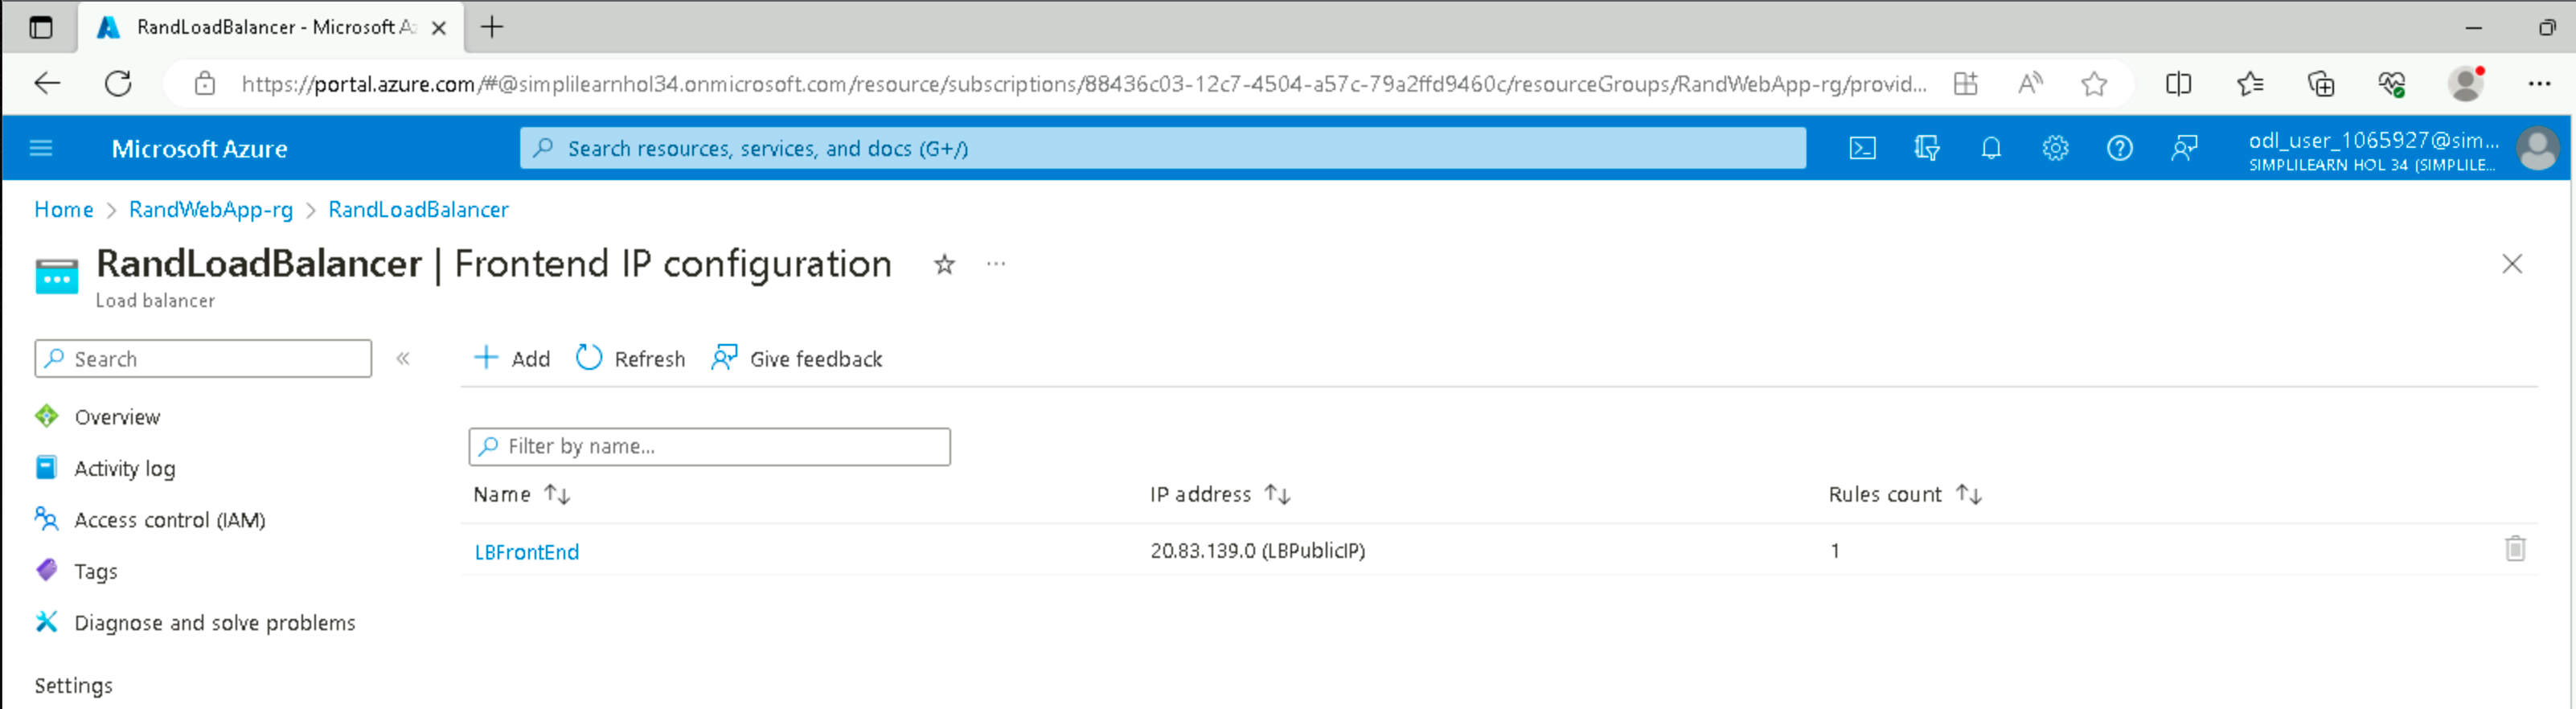 RandLoadBalancer - Microsoft A
https://portal.azure.com/#@simplilearnhol34.onmicrosoft.com/resource/subscriptions/88436c03-12c7-4504-a57c-79a2ffd9460c/resourceGroups/RandWebApp-rg/provid...
Microsoft Azure
Search resources, services, and docs (G+/)
odl_user_1065927@sim...
SIMPLILEARN HOL 34 (SIMPLILE...
Home > RandWebApp-rg > RandLoadBalancer
RandLoadBalancer | Frontend IP configuration
Load balancer
Search
Add Refresh Give feedback
Overview
Activity log
Access control (IAM)
Tags
Diagnose and solve problems
Settings
Filter by name...
Name IP address Rules count
LBFrontEnd 20.83.139.0 (LBPublicIP) 1